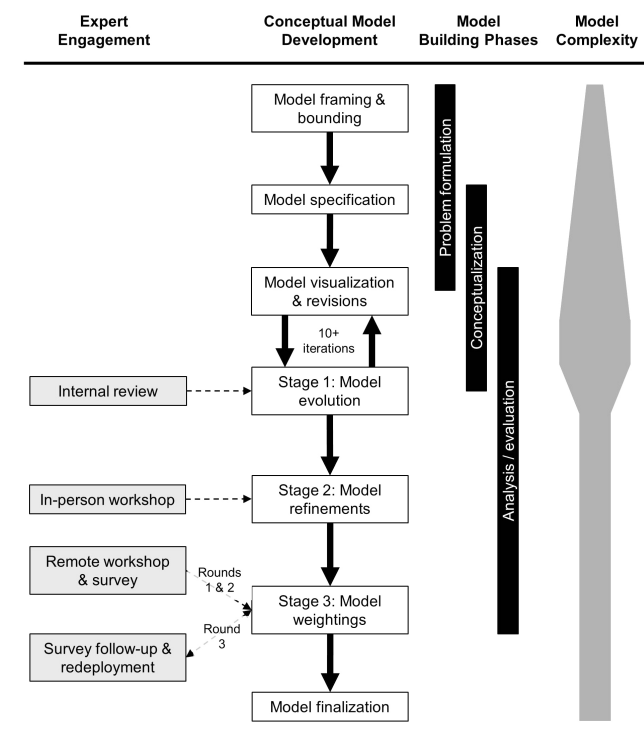 Expert
Engagement
Conceptual Model
Development
Model
Building Phases
Model
Complexity
Model framing &
bounding
Model specification
Model visualization
& revisions
10+
iterations
Stage 1: Model
evolution
Stage 2: Model
refinements
Stage 3: Model
weightings
Model finalization
Internal review
In-person workshop
Remote workshop
& survey
Rounds
1 & 2
Round
3
Survey follow-up &
redeployment
Problem formulation
Conceptualization
Analysis / evaluation